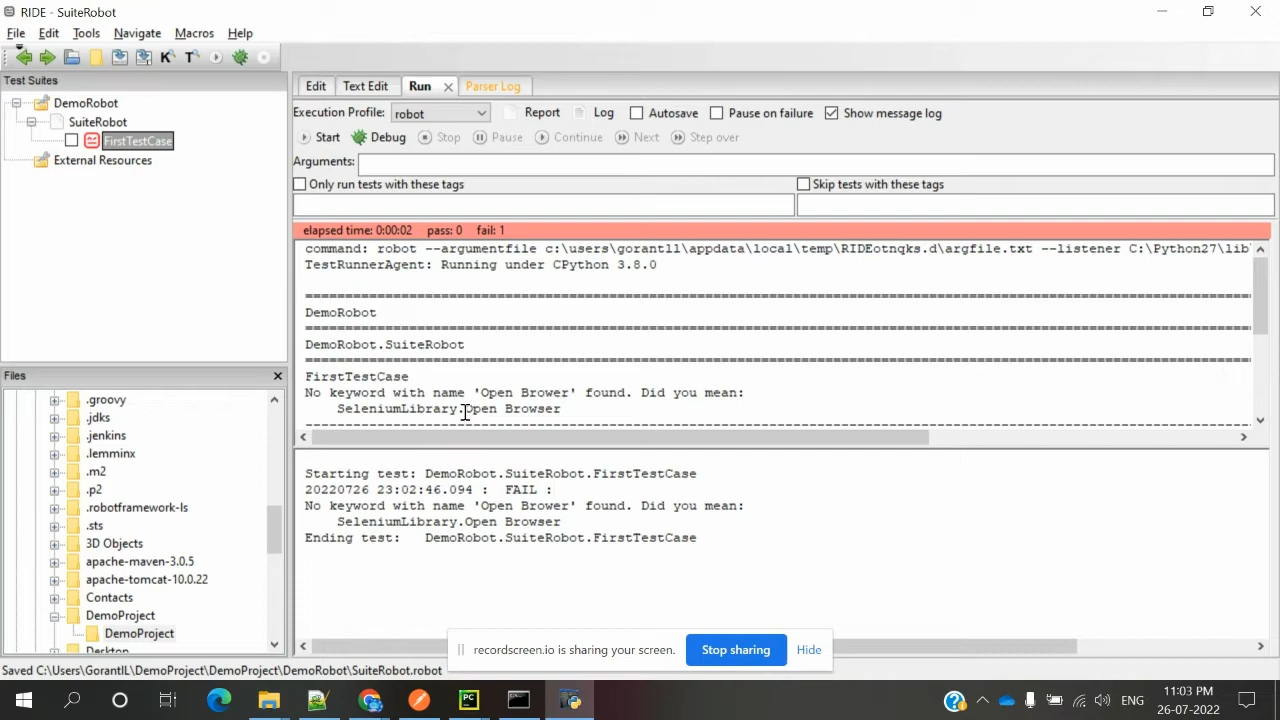 RIDE - SuiteRobot
File Edit Tools Navigate Macros Help
Test Suites
DemoRobot
SuiteRobot
FirstTestCase
External Resources
Files
.groovy
.jdks
.jenkins
.lemminx
.m2
.p2
.robotframework-ls
.sts
3D Objects
apache-maven-3.0.5
apache-tomcat-10.0.22
Contacts
DemoProject
DemoProject
Desktop
Edit Text Edit Run Parser Log
Execution Profile: robot Report Log Autosave Pause on failure Show message log
Start Debug Stop Pause Continue Next Step over
Arguments:
Only run tests with these tags Skip tests with these tags
elapsed time: 0:00:02 pass: 0 fail: 1
command: robot --argumentfile c:\users\gorantll\appdata\local\temp\RIDEotnqks.d\argfile.txt --listener C:\Python27\lib
TestRunnerAgent: Running under CPython 3.8.0
DemoRobot
DemoRobot.SuiteRobot
FirstTestCase
No keyword with name 'Open Brower' found. Did you mean:
SeleniumLibrary.Open Browser
Starting test: DemoRobot.SuiteRobot.FirstTestCase
20220726 23:02:46.094 : FAIL :
No keyword with name 'Open Brower' found. Did you mean:
SeleniumLibrary.Open Browser
Ending test: DemoRobot.SuiteRobot.FirstTestCase
recordscreen.io is sharing your screen. Stop sharing Hide
Saved C:\Users\GorantlL\DemoProject\DemoProject\DemoRobot\SuiteRobot.robot
ENG
11:03 PM
26-07-2022